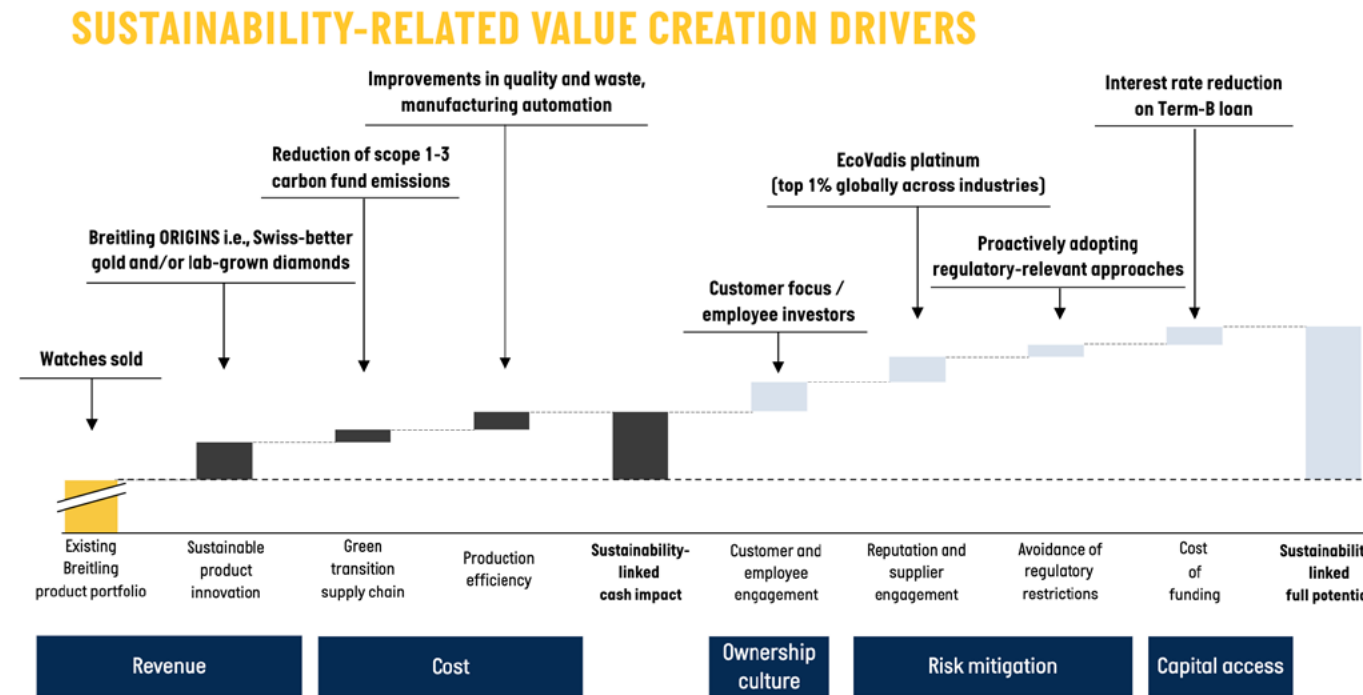 SUSTAINABILITY-RELATED VALUE CREATION DRIVERS
Improvements in quality and waste,
manufacturing automation
Interest rate reduction
on Term-B loan
Reduction of scope 1-3
carbon fund emissions
EcoVadis platinum
(top 1% globally across industries)
Breitling ORIGINS i.e., Swiss-better
gold and/or lab-grown diamonds
Proactively adopting
regulatory-relevant approaches
Customer focus /
employee investors
Watches sold
Existing
Breitling
product portfolio
Sustainable
product
innovation
Green
transition
supply chain
Production
efficiency
Sustainability-
linked
cash impact
Customer and
employee
engagement
Reputation and
supplier
engagement
Avoidance of
regulatory
restrictions
Cost
of
funding
Sustainabilit
linked
full potentia
Revenue
Cost
Ownership
culture
Risk mitigation
Capital access